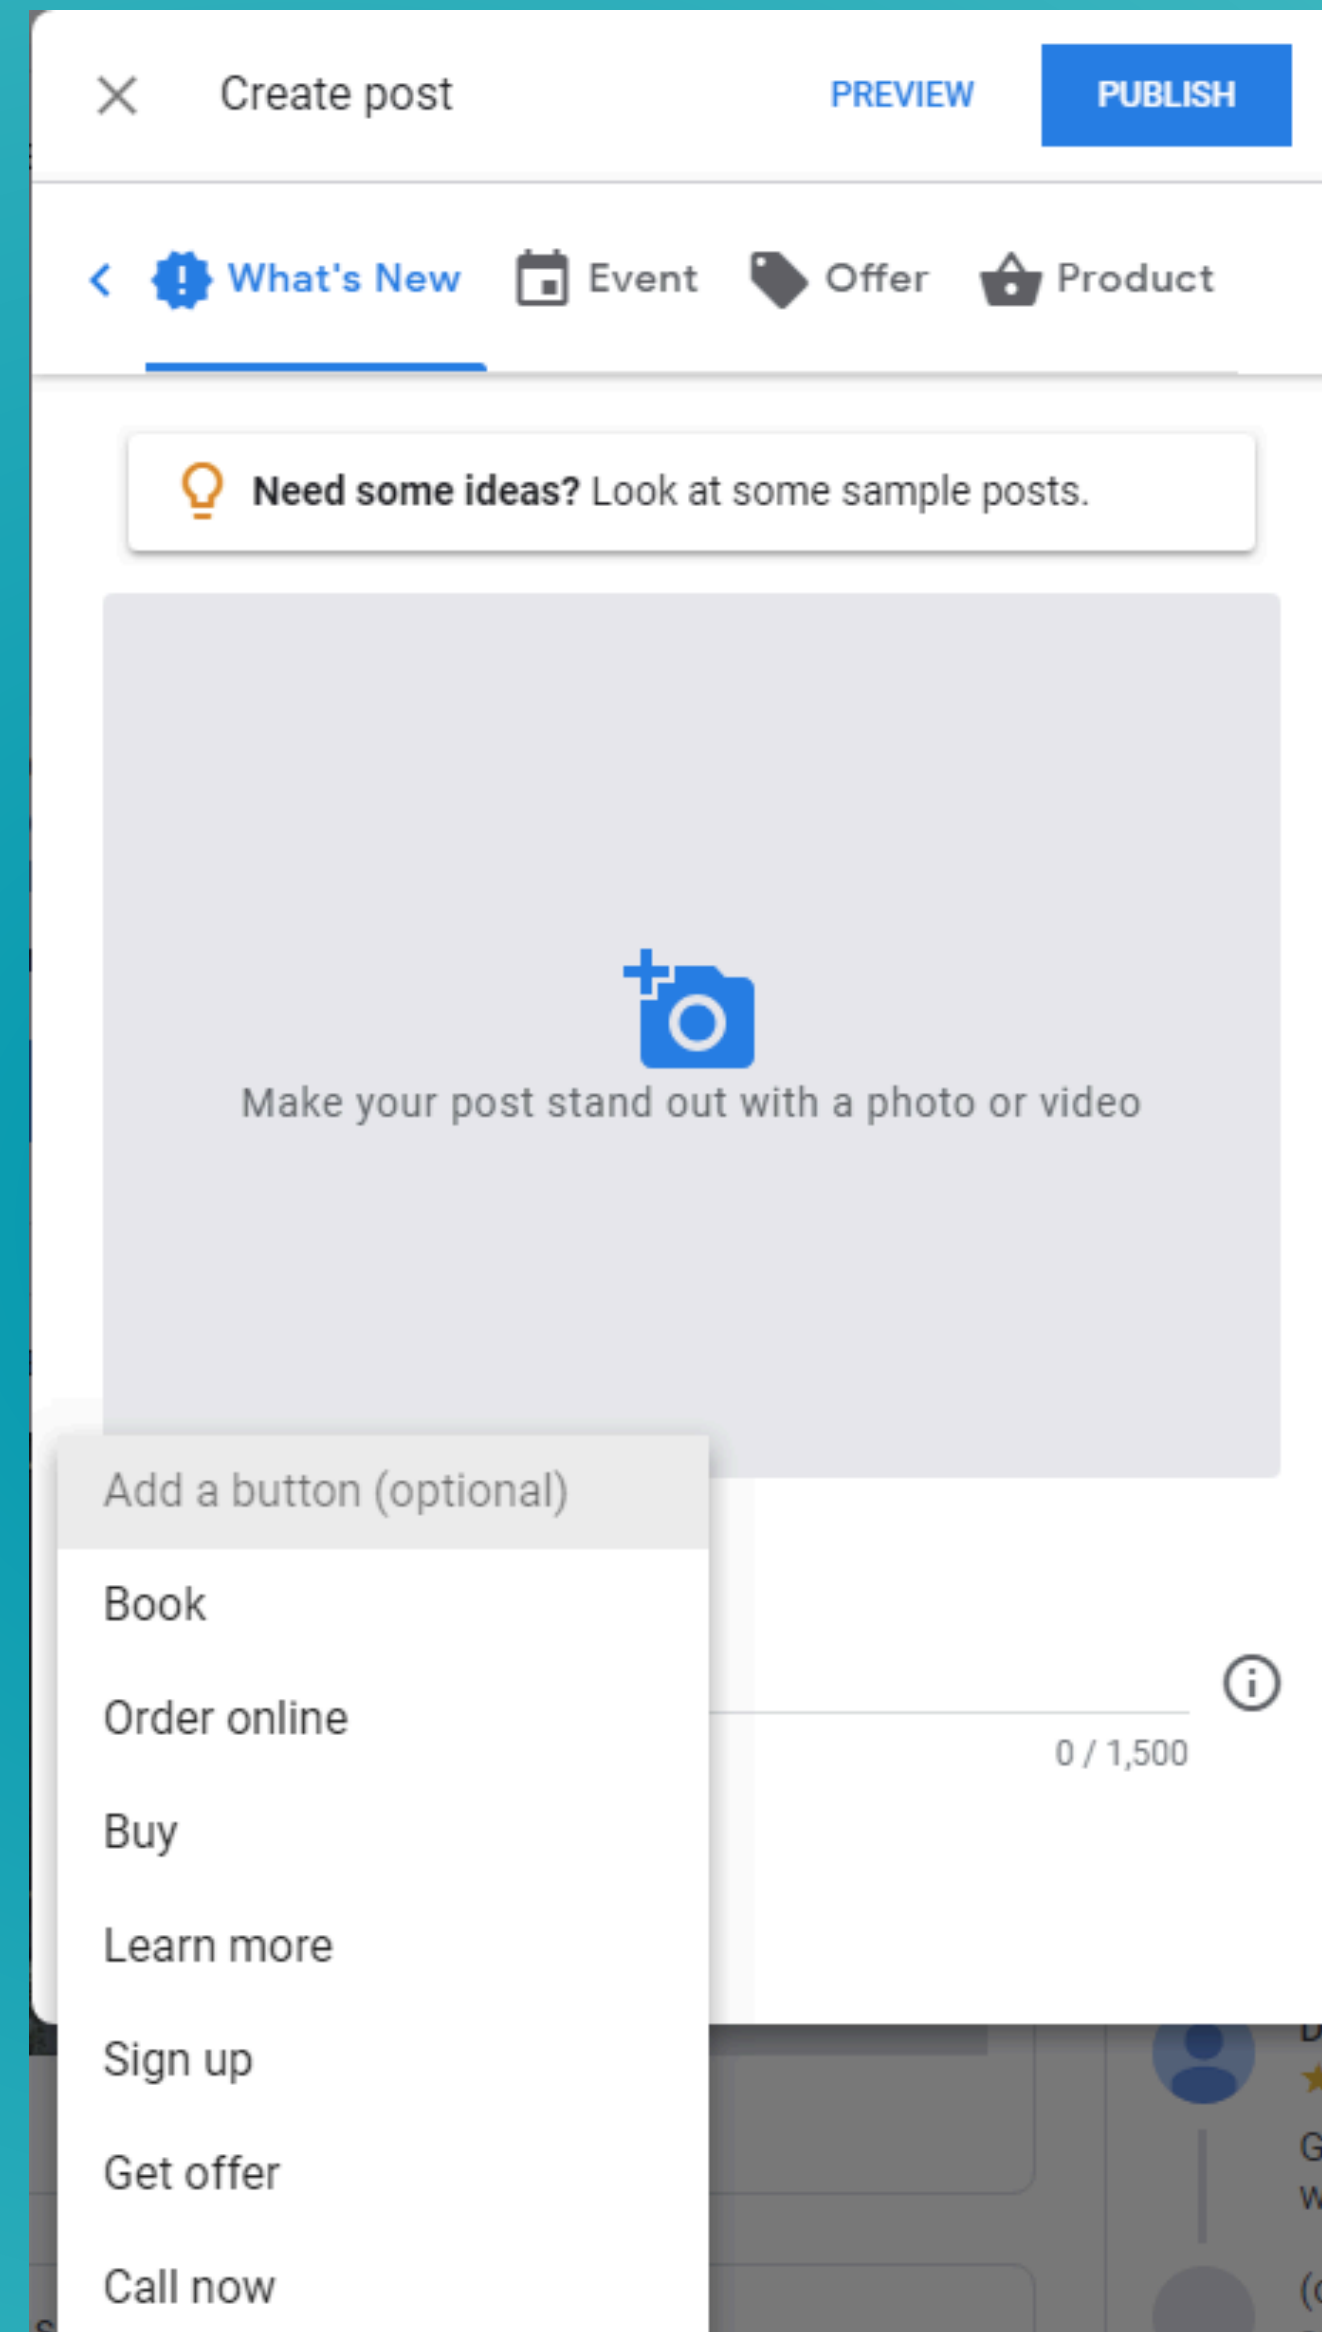 Create post
PREVIEW
PUBLISH
What's New
Event
Offer
Product
Need some ideas? Look at some sample posts.
Make your post stand out with a photo or video
Add a button (optional)
Book
Order online
0 / 1,500
Buy
Learn more
Sign up
Get offer
Call now